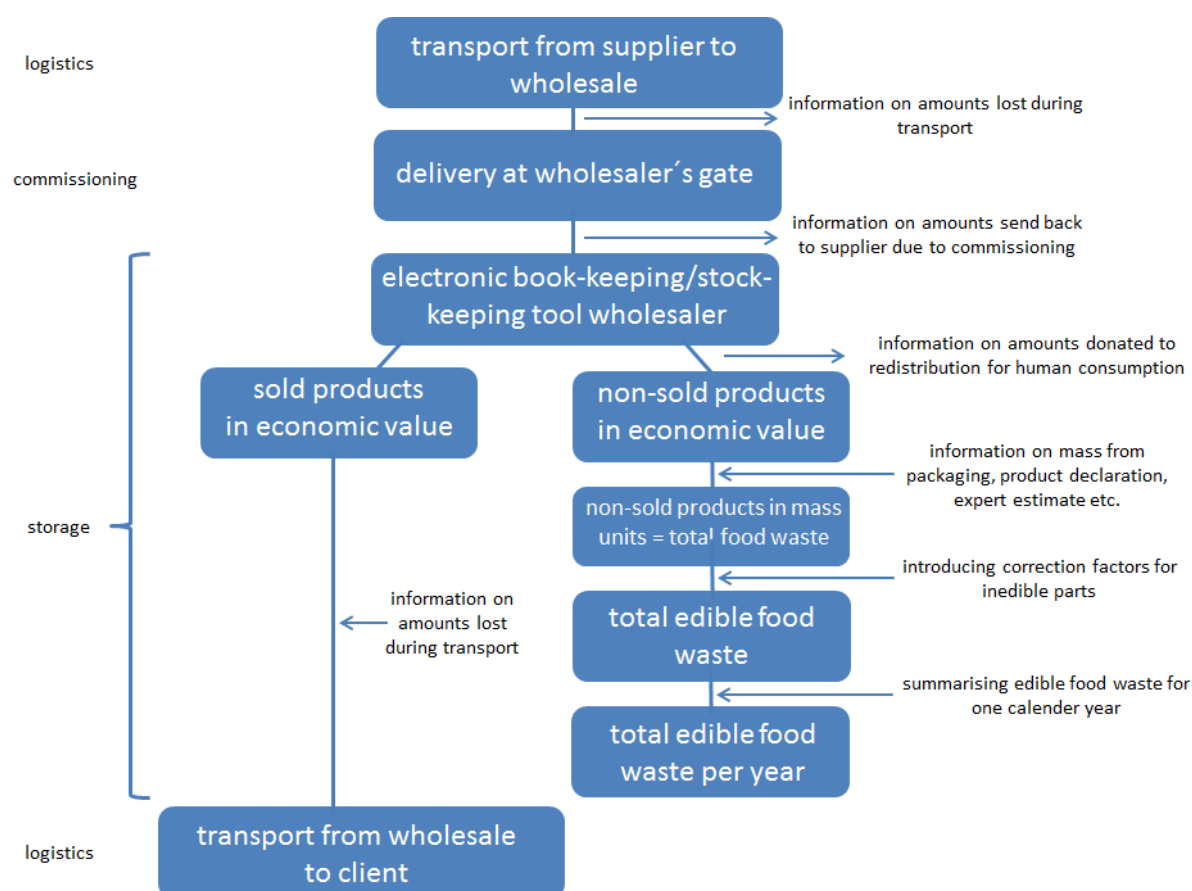 logistics
transport from supplier to
wholesale
information on amounts lost during
transport
commissioning
delivery at wholesaler´s gate
information on amounts send back
to supplier due to commissioning
electronic book-keeping/stock-
keeping tool wholesaler
information on amounts donated to
redistribution for human consumption
sold products
in economic value
non-sold products
in economic value
information on mass from
packaging, product declaration,
expert estimate etc.
storage
non-sold products in mass
units = total food waste
introducing correction factors for
inedible parts
information on
amounts lost
during transport
total edible food
waste
summarising edible food waste for
one calender year
total edible food
waste per year
logistics
transport from wholesale
to client